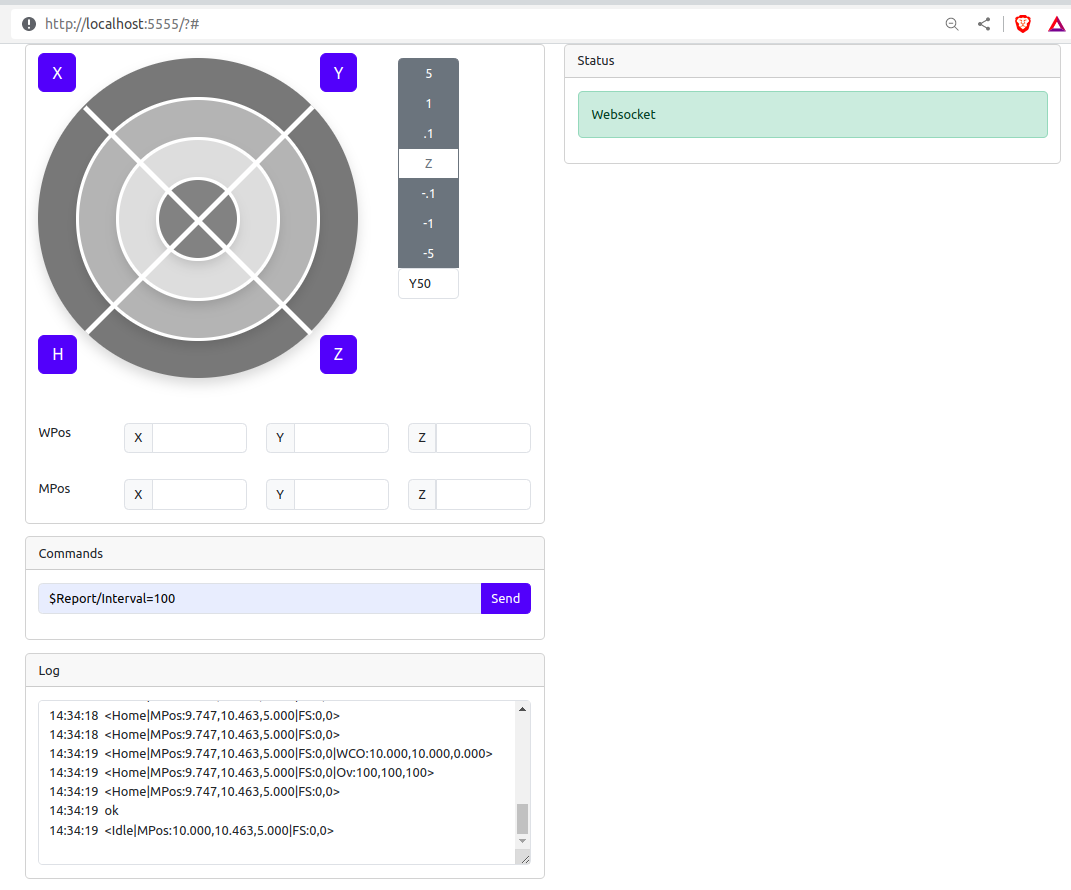 http://localhost:5555/?#
X
Y
H
Z
5
1
.1
Z
-.1
-1
-5
Y50
WPos X Y Z
MPos X Y Z
Commands
$Report/Interval=100 Send
Log
14:34:18 <Home|MPos:9.747,10.463,5.000|FS:0,0>
14:34:18 <Home|MPos:9.747,10.463,5.000|FS:0,0>
14:34:19 <Home|MPos:9.747,10.463,5.000|FS:0,0|WCO:10.000,10.000,0.000>
14:34:19 <Home|MPos:9.747,10.463,5.000|FS:0,0|Ov:100,100,100>
14:34:19 <Home|MPos:9.747,10.463,5.000|FS:0,0>
14:34:19 ok
14:34:19 <Idle|MPos:10.000,10.463,5.000|FS:0,0>
Status
Websocket